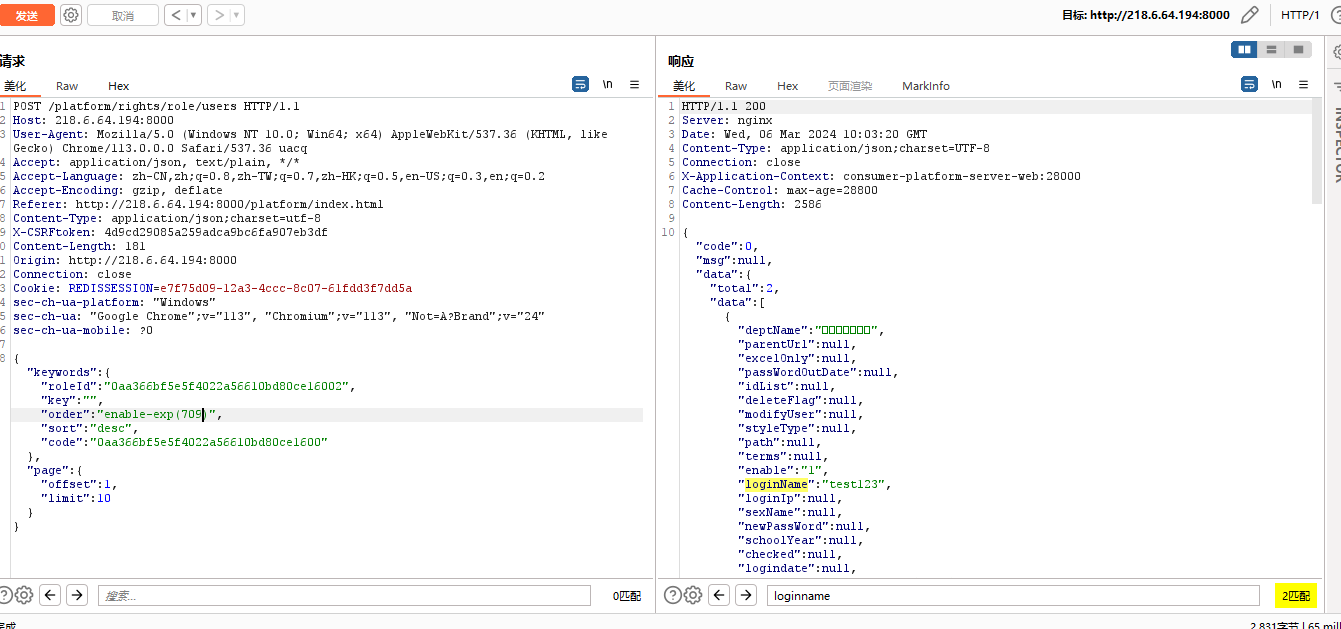 发送 取消 < ▾ > ▾ 目标: http://218.6.64.194:8000 HTTP/1
请求
美化 Raw Hex \n
1 POST /platform/rights/role/users HTTP/1.1
2 Host: 218.6.64.194:8000
3 User-Agent: Mozilla/5.0 (Windows NT 10.0; Win64; x64) AppleWebKit/537.36 (KHTML, like
Gecko) Chrome/113.0.0.0 Safari/537.36 uacq
4 Accept: application/json, text/plain, */*
5 Accept-Language: zh-CN,zh;q=0.8,zh-TW;q=0.7,zh-HK;q=0.5,en-US;q=0.3,en;q=0.2
6 Accept-Encoding: gzip, deflate
7 Referer: http://218.6.64.194:8000/platform/index.html
8 Content-Type: application/json;charset=utf-8
9 X-CSRFtoken: 4d9cd29085a259adca9bc6fa907eb3df
0 Content-Length: 181
1 Origin: http://218.6.64.194:8000
2 Connection: close
3 Cookie: REDISSESSION=e7f75d09-12a3-4ccc-8c07-61fdd3f7dd5a
4 sec-ch-ua-platform: "Windows"
5 sec-ch-ua: "Google Chrome";v="113", "Chromium";v="113", "Not=A?Brand";v="24"
6 sec-ch-ua-mobile: ?0
7
8 {
"keywords":{
"roleId":"0aa366bf5e5f4022a56610bd80ce16002",
"key":"",
"order":"enable-exp(709)",
"sort":"desc",
"code":"0aa366bf5e5f4022a56610bd80ce1600"
},
"page":{
"offset":1,
"limit":10
}
}
搜索... 0匹配
完成
响应
美化 Raw Hex 页面渲染 MarkInfo \n
1 HTTP/1.1 200
2 Server: nginx
3 Date: Wed, 06 Mar 2024 10:03:20 GMT
4 Content-Type: application/json;charset=UTF-8
5 Connection: close
6 X-Application-Context: consumer-platform-server-web:28000
7 Cache-Control: max-age=28800
8 Content-Length: 2586
9
10 {
"code":0,
"msg":null,
"data":{
"total":2,
"data":[
{
"deptName":"□□□□□□□",
"parentUrl":null,
"excelOnly":null,
"passWordOutDate":null,
"idList":null,
"deleteFlag":null,
"modifyUser":null,
"styleType":null,
"path":null,
"terms":null,
"enable":"1",
"loginName":"test123",
"loginIp":null,
"sexName":null,
"newPassWord":null,
"schoolYear":null,
"checked":null,
"logindate":null,
loginname 2匹配
2,831字节 | 65 mill
INSPECTOR